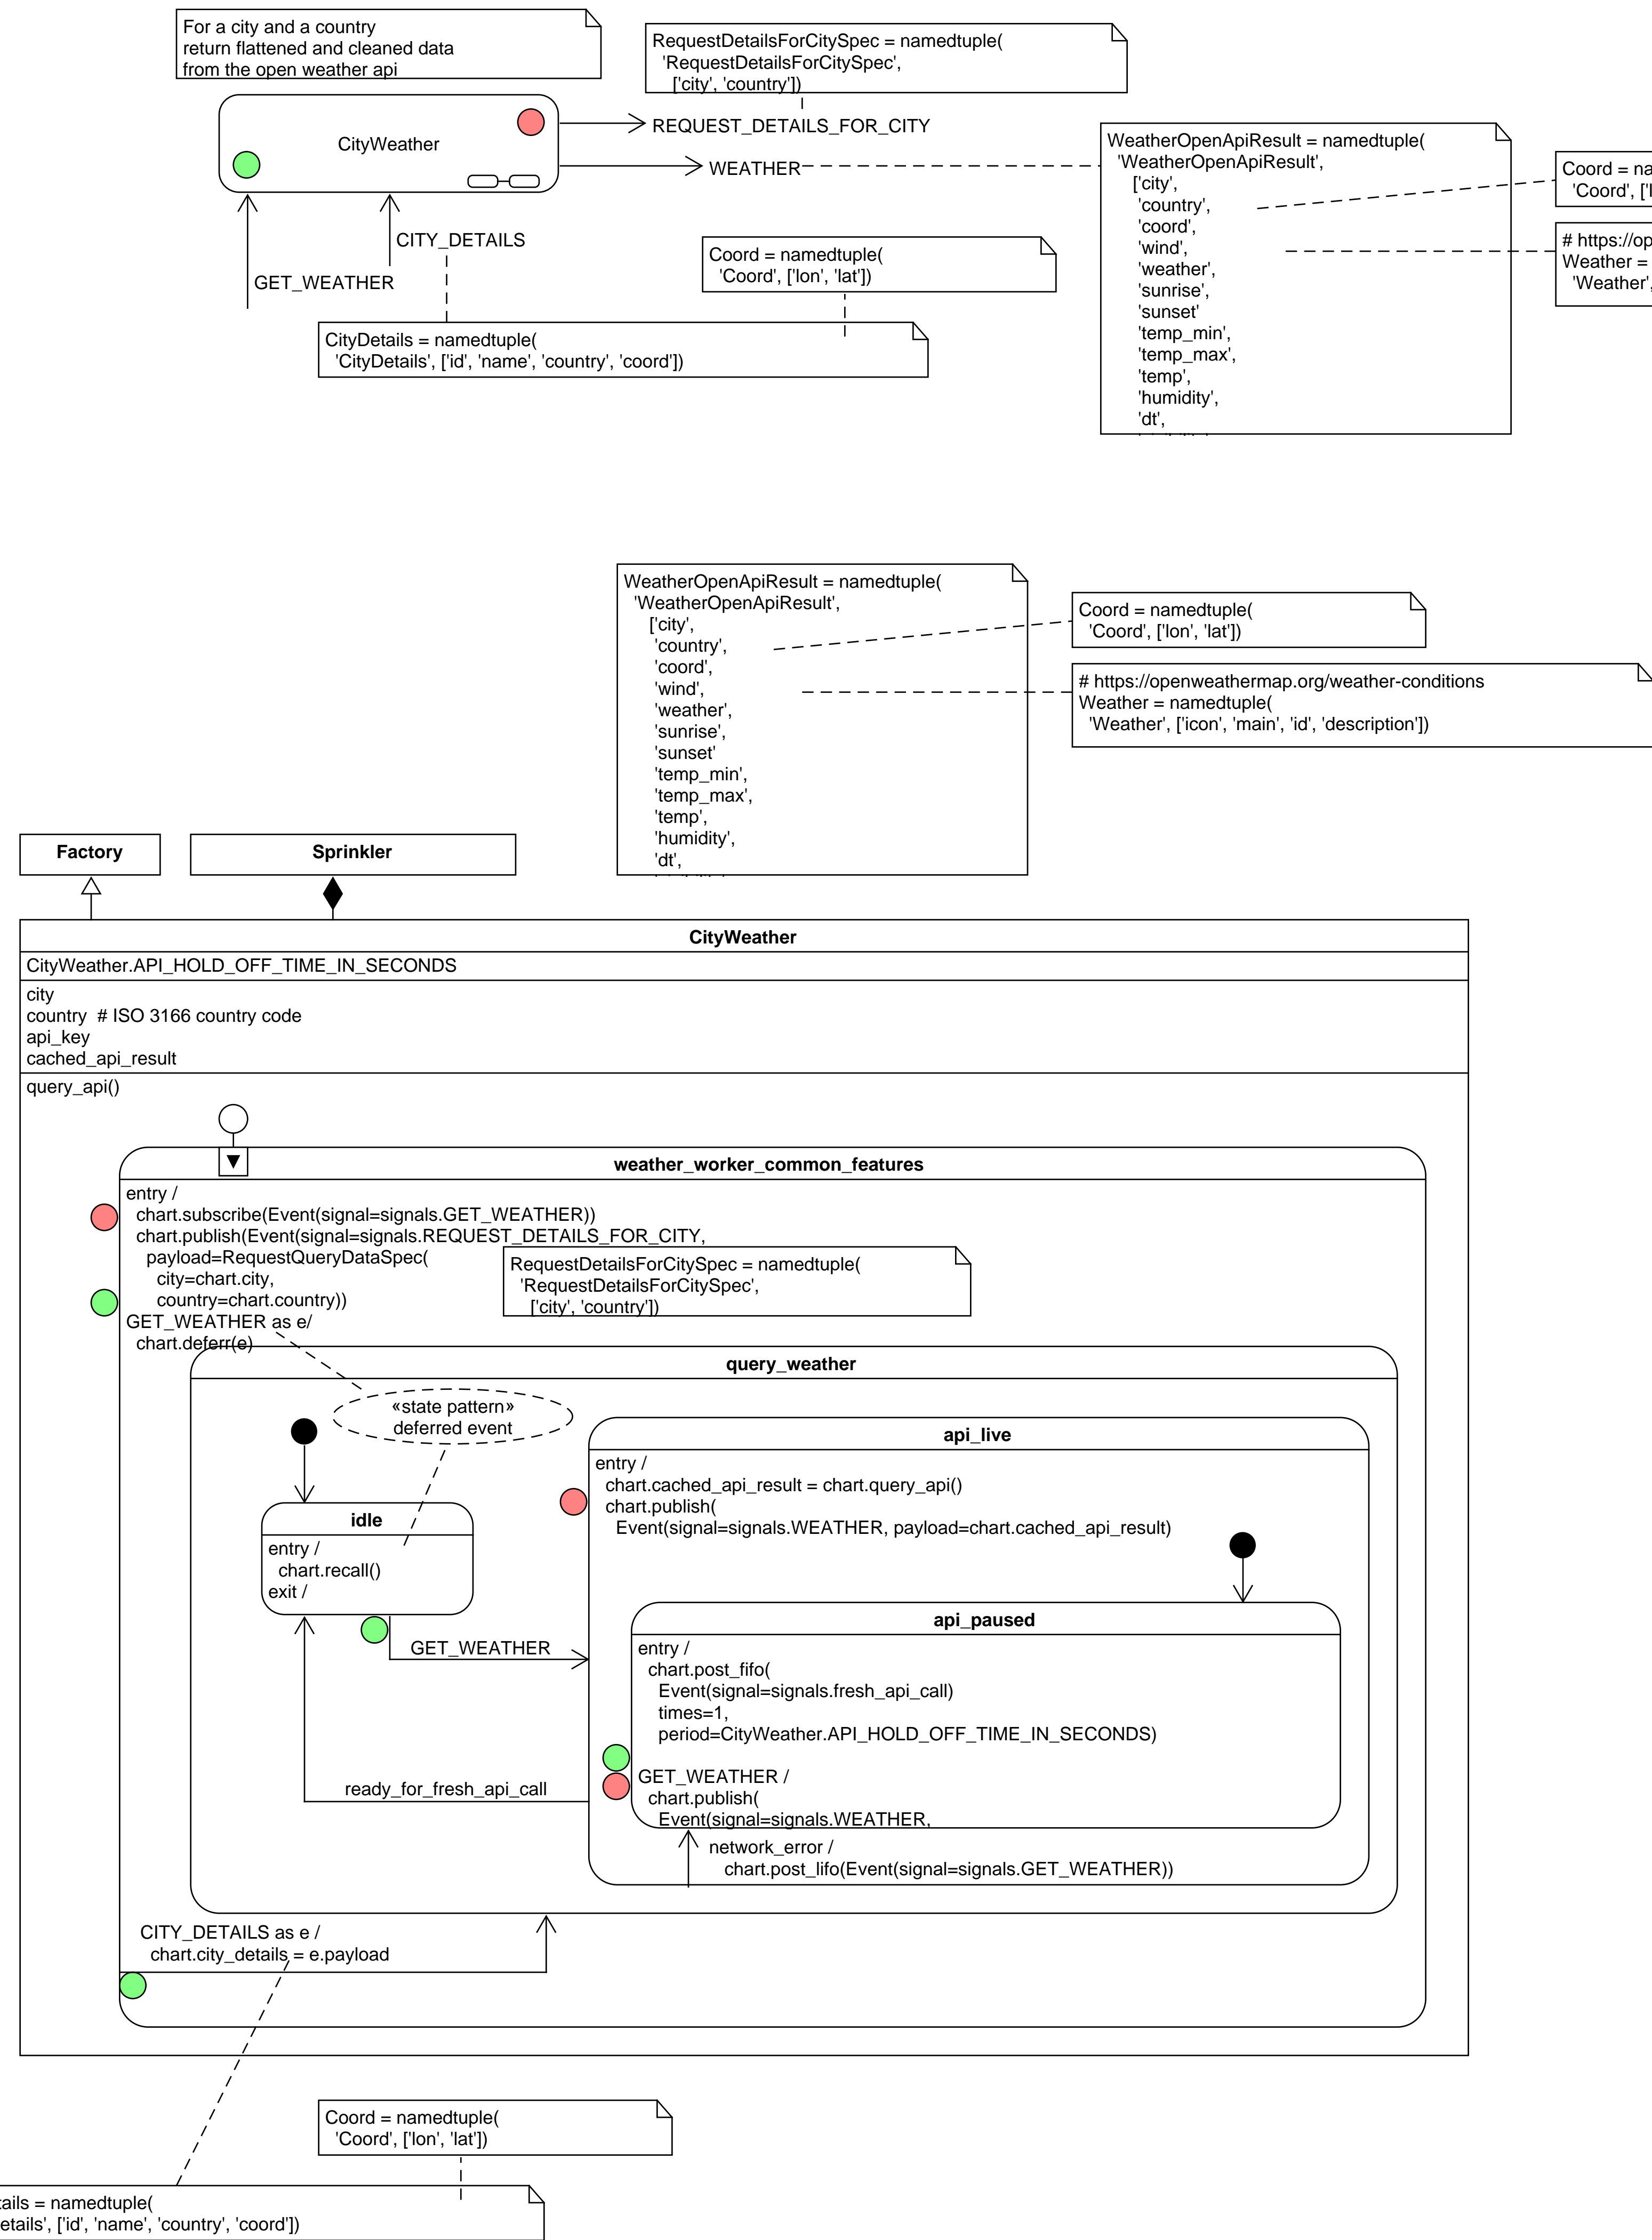 For a city and a country
return flattened and cleaned data
from the open weather api
RequestDetailsForCitySpec = namedtuple(
'RequestDetailsForCitySpec',
['city', 'country'])
CityWeather
REQUEST_DETAILS_FOR_CITY
WEATHER
WeatherOpenApiResult = namedtuple(
'WeatherOpenApiResult',
['city',
'country',
'coord',
'wind',
'weather',
'sunrise',
'sunset'
'temp_min',
'temp_max',
'temp',
'humidity',
'dt',
Coord = na
'Coord', ['l
# https://op
Weather =
'Weather',
CITY_DETAILS
GET_WEATHER
Coord = namedtuple(
'Coord', ['lon', 'lat'])
CityDetails = namedtuple(
'CityDetails', ['id', 'name', 'country', 'coord'])
WeatherOpenApiResult = namedtuple(
'WeatherOpenApiResult',
['city',
'country',
'coord',
'wind',
'weather',
'sunrise',
'sunset'
'temp_min',
'temp_max',
'temp',
'humidity',
'dt',
Coord = namedtuple(
'Coord', ['lon', 'lat'])
# https://openweathermap.org/weather-conditions
Weather = namedtuple(
'Weather', ['icon', 'main', 'id', 'description'])
Factory
Sprinkler
CityWeather
CityWeather.API_HOLD_OFF_TIME_IN_SECONDS
city
country  # ISO 3166 country code
api_key
cached_api_result
query_api()
weather_worker_common_features
entry /
chart.subscribe(Event(signal=signals.GET_WEATHER))
chart.publish(Event(signal=signals.REQUEST_DETAILS_FOR_CITY,
payload=RequestQueryDataSpec(
city=chart.city,
country=chart.country))
GET_WEATHER as e/
chart.deferr(e)
RequestDetailsForCitySpec = namedtuple(
'RequestDetailsForCitySpec',
['city', 'country'])
query_weather
«state pattern»
deferred event
idle
entry /
chart.recall()
exit /
GET_WEATHER
ready_for_fresh_api_call
api_live
entry /
chart.cached_api_result = chart.query_api()
chart.publish(
Event(signal=signals.WEATHER, payload=chart.cached_api_result)
api_paused
entry /
chart.post_fifo(
Event(signal=signals.fresh_api_call)
times=1,
period=CityWeather.API_HOLD_OFF_TIME_IN_SECONDS)
GET_WEATHER /
chart.publish(
Event(signal=signals.WEATHER,
network_error /
chart.post_lifo(Event(signal=signals.GET_WEATHER))
CITY_DETAILS as e /
chart.city_details = e.payload
Coord = namedtuple(
'Coord', ['lon', 'lat'])
tails = namedtuple(
etails', ['id', 'name', 'country', 'coord'])